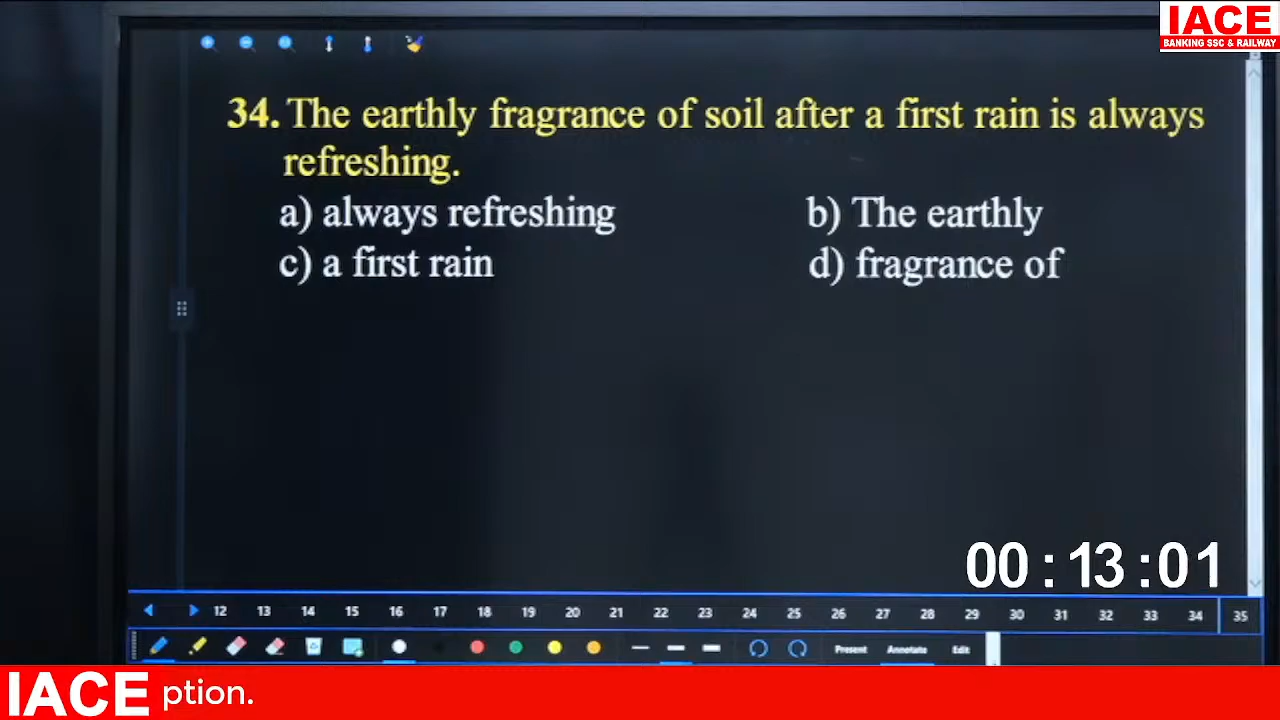 IACE
BANKING SSC & RAILWAY
34. The earthly fragrance of soil after a first rain is always
refreshing.
a) always refreshing b) The earthly
c) a first rain d) fragrance of
00:13:01
12 13 14 15 16 17 18 19 20 21 22 23 24 25 26 27 28 29 30 31 32 33 34 35
Present Annotate Edit
IACE ption.